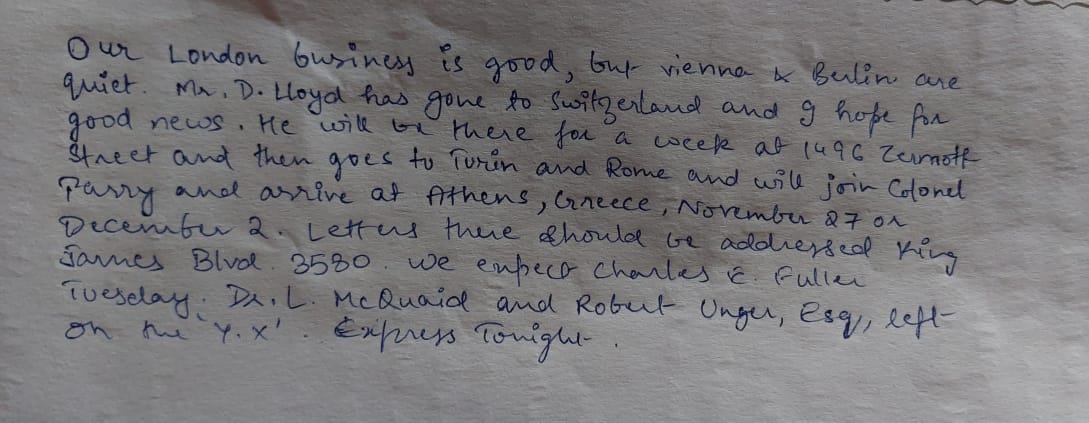 Our London business is good, but vienna & Berlin are
quiet. Mr. D. Lloyd has gone to Switzerland and I hope for
good news. He will be there for a week at 1496 Zermott
Street and then goes to Turin and Rome and will join Colonel
Parry and arrive at Athens, Greece, November 27 or
December 2. Letters there should be addressed King
James Blvd. 3580. We expect Charles E. Fuller
Tuesday. Dr. L. McQuaid and Robert Unger, Esq, left
on the 'Y.X'. Express Tonight.